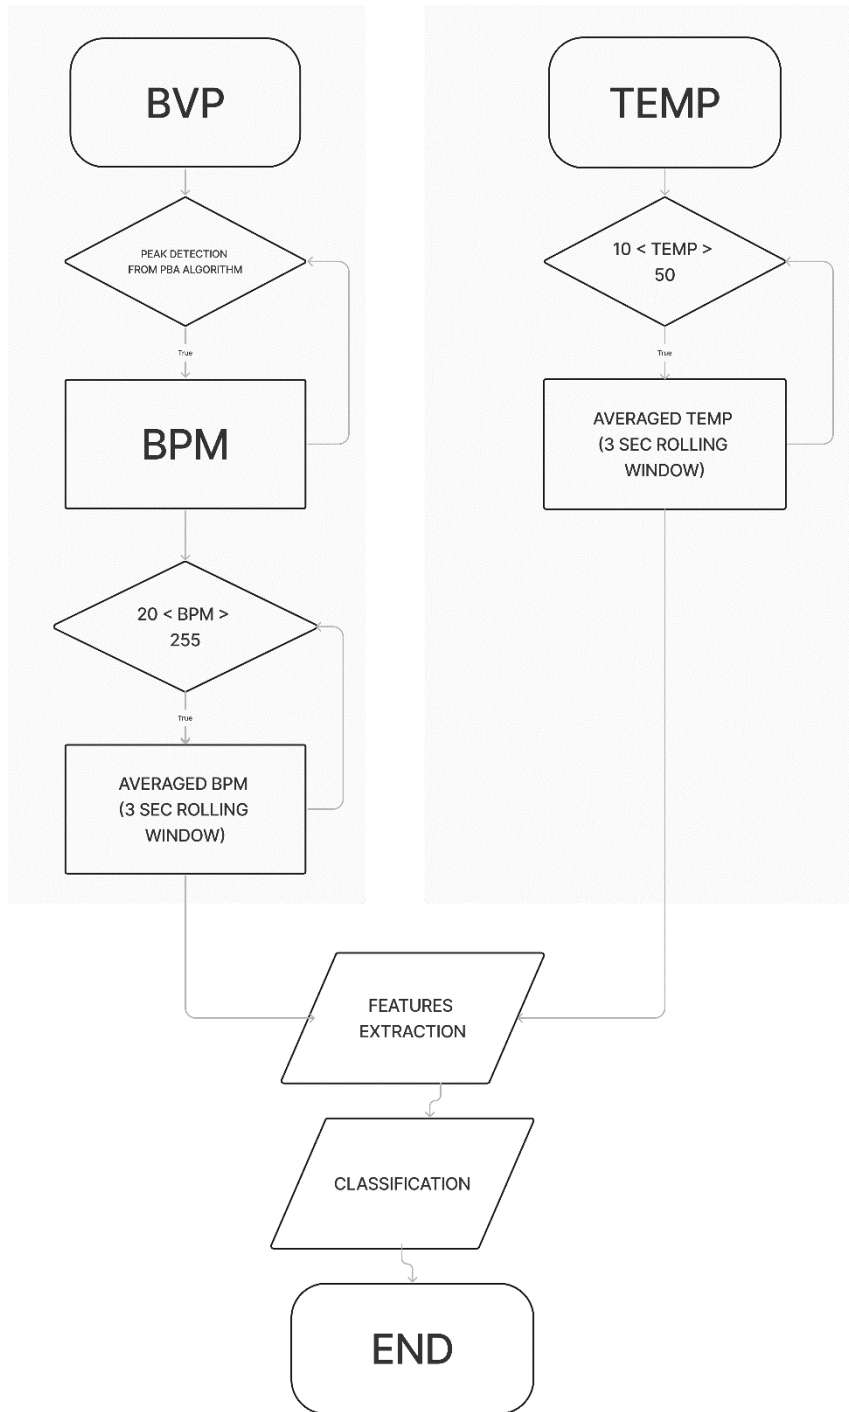 BVP
PEAK DETECTION
FROM PBA ALGORITHM
True
BPM
20 < BPM >
255
True
AVERAGED BPM
(3 SEC ROLLING
WINDOW)
TEMP
10 < TEMP >
50
True
AVERAGED TEMP
(3 SEC ROLLING
WINDOW)
FEATURES
EXTRACTION
CLASSIFICATION
END